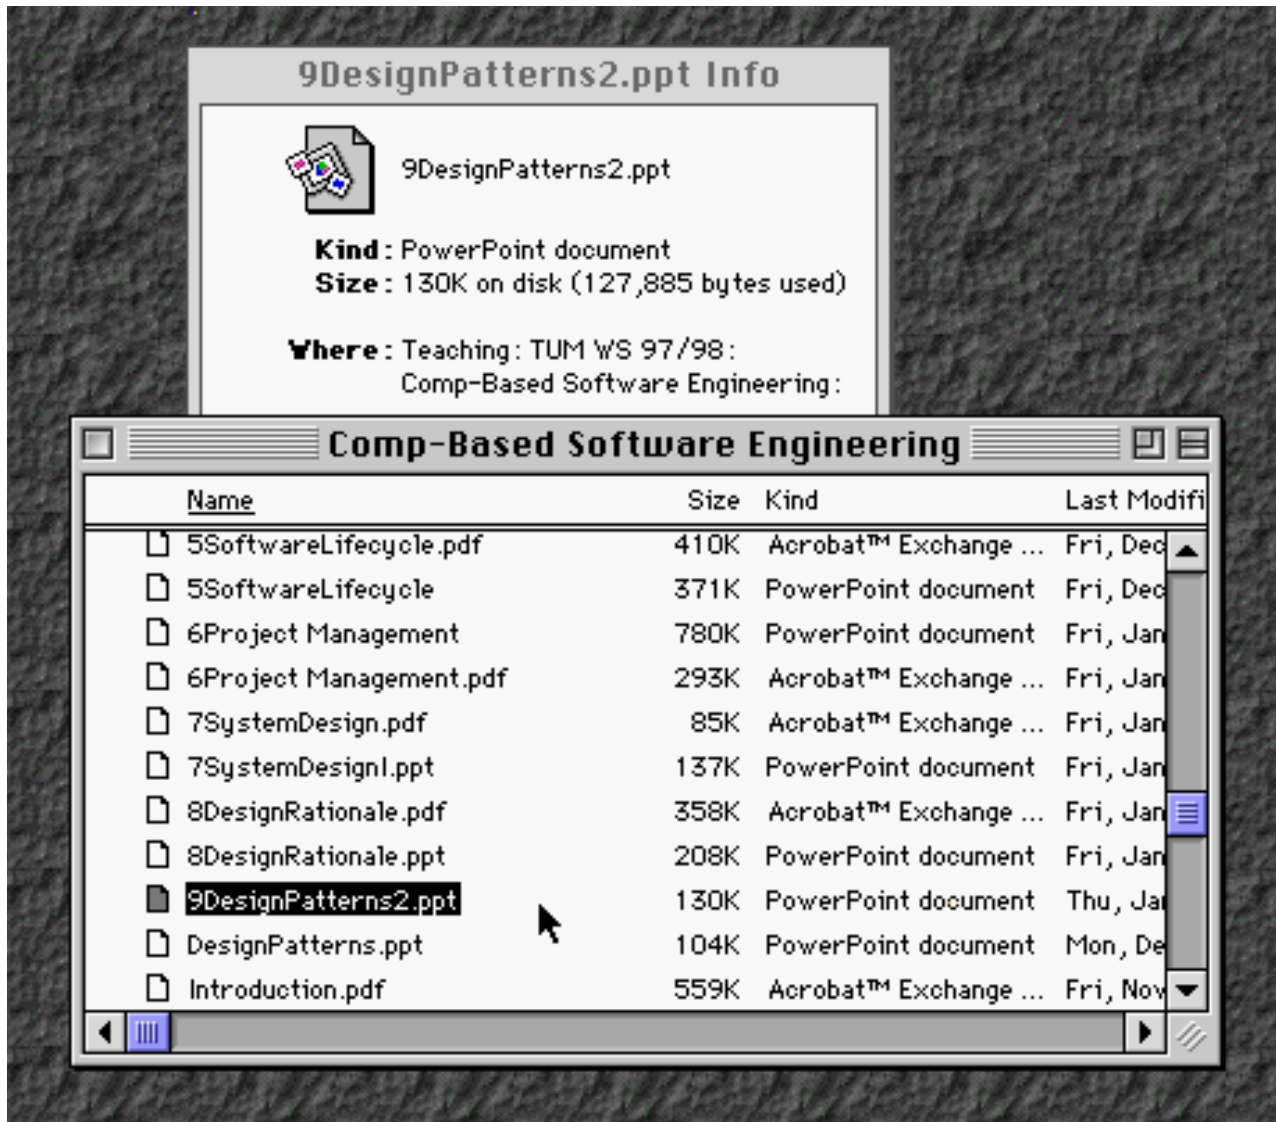 9DesignPatterns2.ppt Info
9DesignPatterns2.ppt
Kind: PowerPoint document
Size: 130K on disk (127,885 bytes used)
Where: Teaching: TUM WS 97/98:
Comp-Based Software Engineering:
Comp-Based Software Engineering
Name Size Kind Last Modifi
5SoftwareLifecycle.pdf 410K Acrobat™ Exchange ... Fri, Dec
5SoftwareLifecycle 371K PowerPoint document Fri, Dec
6Project Management 780K PowerPoint document Fri, Jan
6Project Management.pdf 293K Acrobat™ Exchange ... Fri, Jan
7SystemDesign.pdf 85K Acrobat™ Exchange ... Fri, Jan
7SystemDesignI.ppt 137K PowerPoint document Fri, Jan
8DesignRationale.pdf 358K Acrobat™ Exchange ... Fri, Jan
8DesignRationale.ppt 208K PowerPoint document Fri, Jan
9DesignPatterns2.ppt 130K PowerPoint document Thu, Jan
DesignPatterns.ppt 104K PowerPoint document Mon, De
Introduction.pdf 559K Acrobat™ Exchange ... Fri, Nov